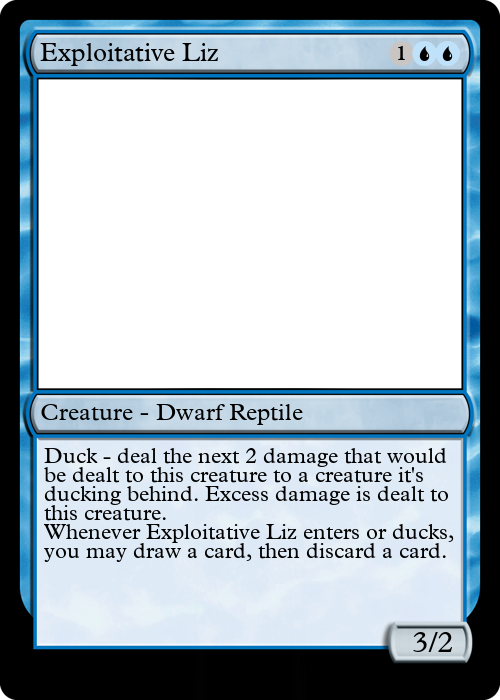 Exploitative Liz 1
Creature - Dwarf Reptile
Duck - deal the next 2 damage that would
be dealt to this creature to a creature it's
ducking behind. Excess damage is dealt to
this creature.
Whenever Exploitative Liz enters or ducks,
you may draw a card, then discard a card.
3/2